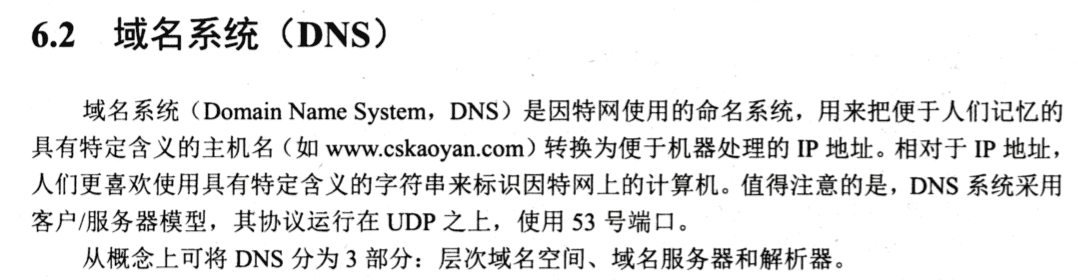 6.2 域名系统（DNS）
域名系统（Domain Name System，DNS）是因特网使用的命名系统，用来把便于人们记忆的
具有特定含义的主机名（如 www.cskaoyan.com）转换为便于机器处理的 IP 地址。相对于 IP 地址，
人们更喜欢使用具有特定含义的字符串来标识因特网上的计算机。值得注意的是，DNS 系统采用
客户/服务器模型，其协议运行在 UDP 之上，使用 53 号端口。
从概念上可将 DNS 分为 3 部分：层次域名空间、域名服务器和解析器。